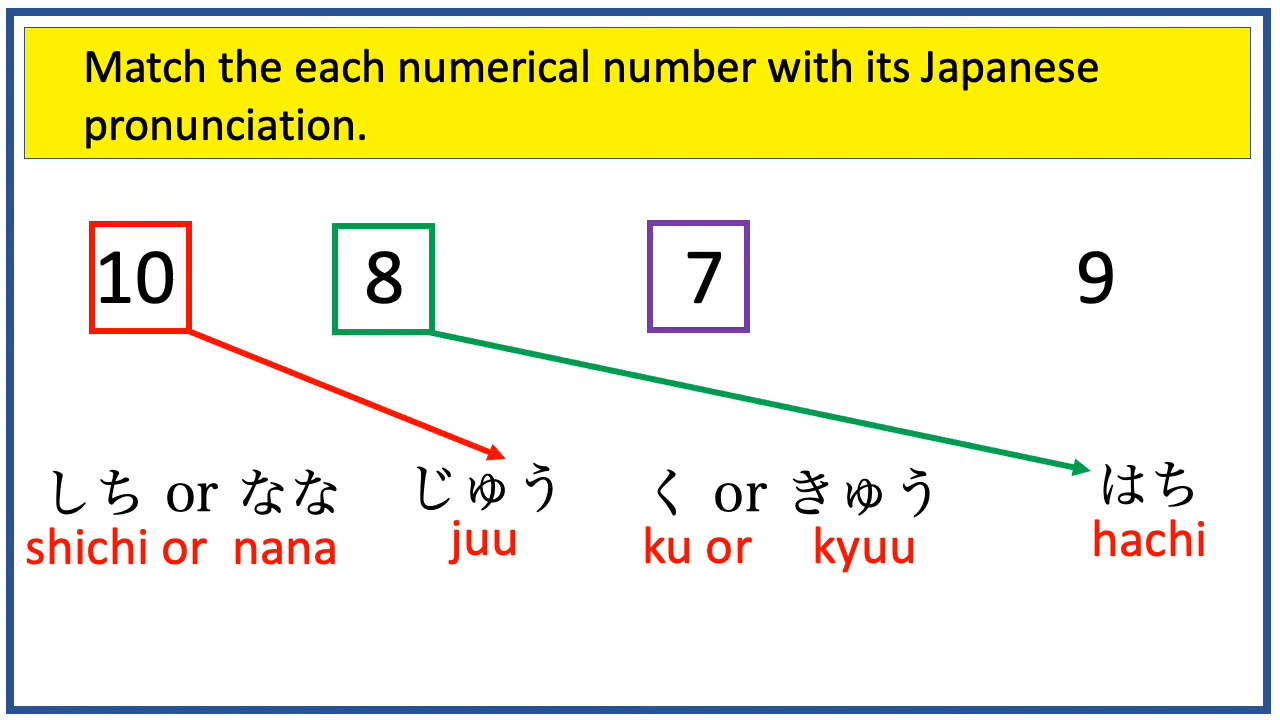 Match the each numerical number with its Japanese
pronunciation.
10 8 7 9
しち or なな じゅう く or きゅう はち
shichi or nana juu ku or kyuu hachi